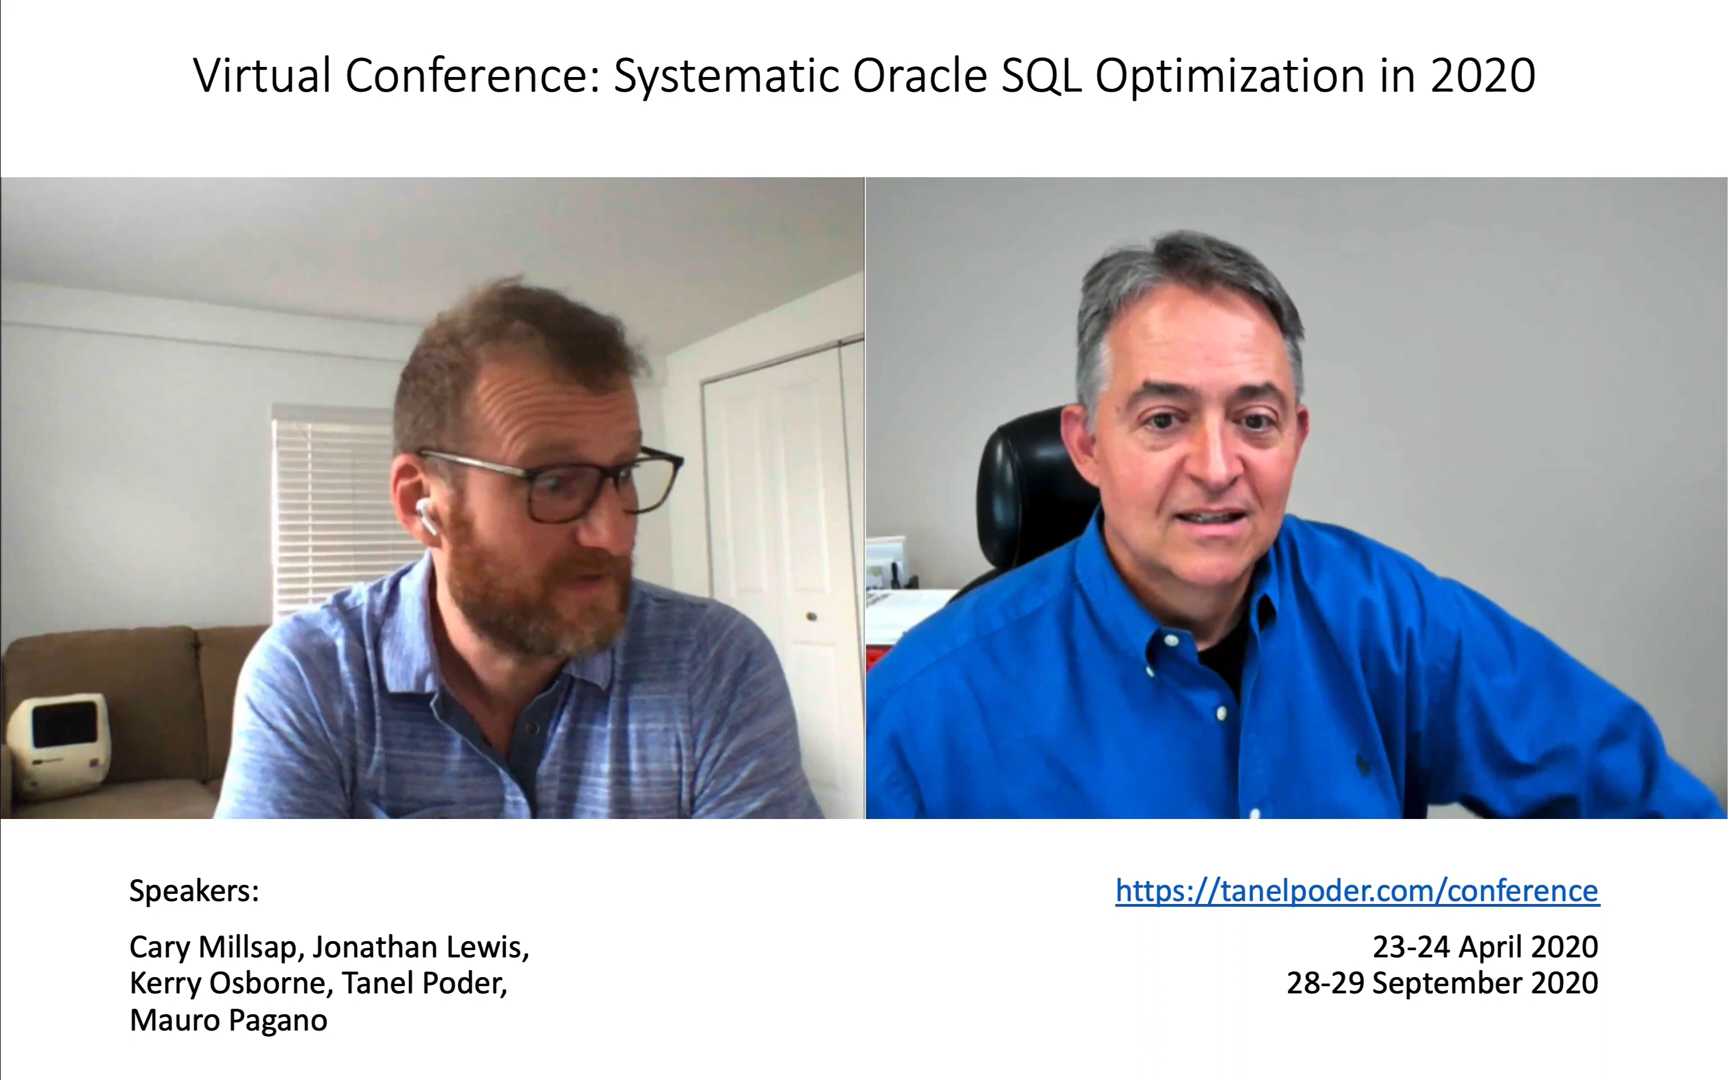 Virtual Conference: Systematic Oracle SQL Optimization in 2020
Speakers:
Cary Millsap, Jonathan Lewis,
Kerry Osborne, Tanel Poder,
Mauro Pagano
https://tanelpoder.com/conference
23-24 April 2020
28-29 September 2020